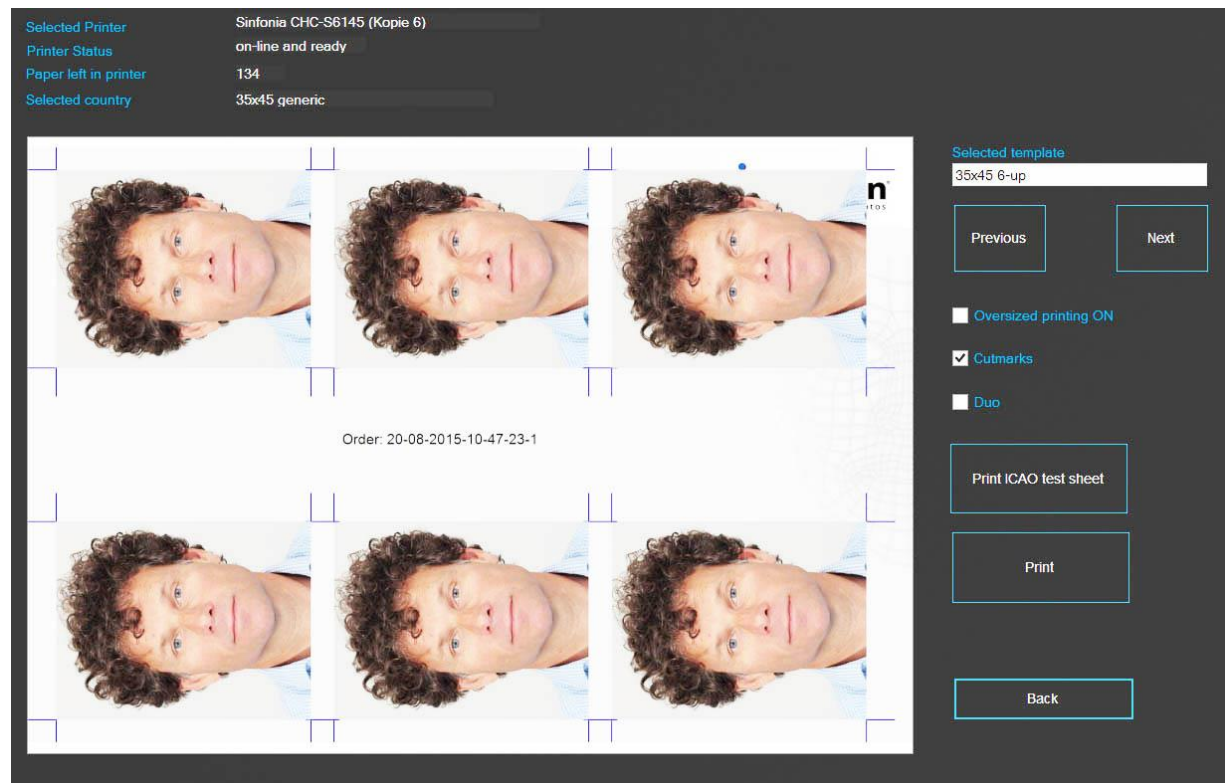 Selected Printer Sinfonia CHC-S6145 (Kopie 6)
Printer Status on-line and ready
Paper left in printer 134
Selected country 35x45 generic
Selected template
35x45 6-up
n
tos
Previous Next
Oversized printing ON
Cutmarks
Duo
Order: 20-08-2015-10-47-23-1
Print ICAO test sheet
Print
Back